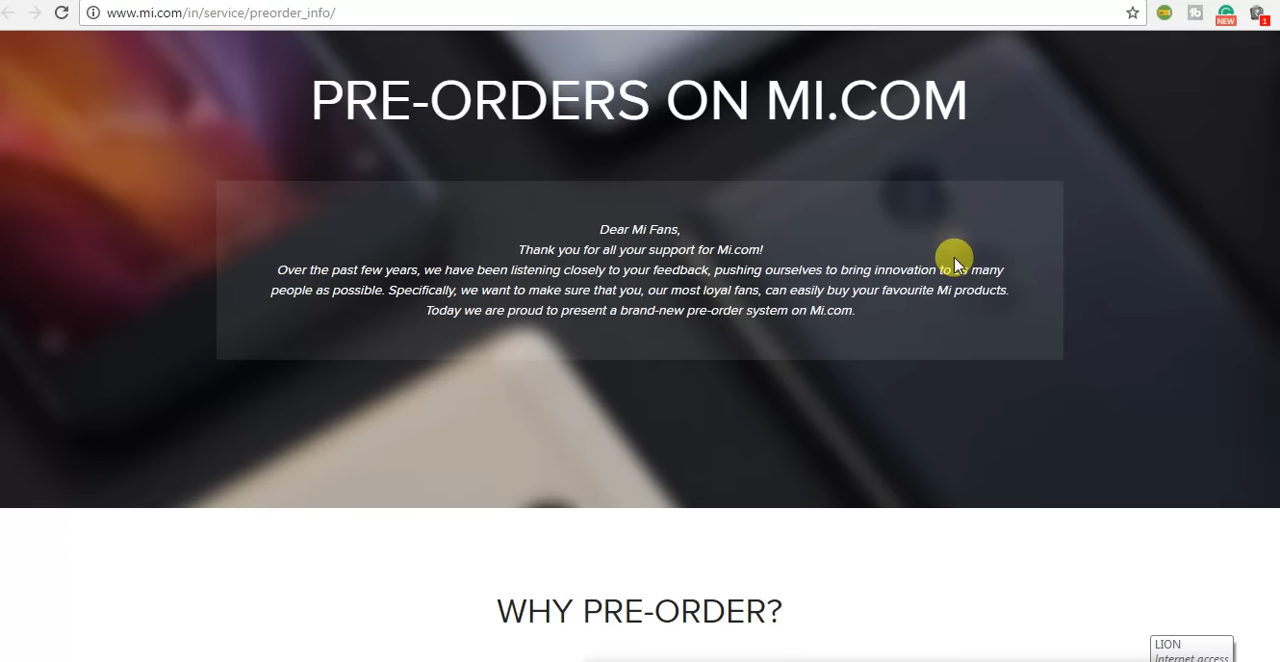 www.mi.com/in/service/preorder_info/
NEW
1
PRE-ORDERS ON MI.COM
Dear Mi Fans,
Thank you for all your support for Mi.com!
Over the past few years, we have been listening closely to your feedback, pushing ourselves to bring innovation to as many
people as possible. Specifically, we want to make sure that you, our most loyal fans, can easily buy your favourite Mi products.
Today we are proud to present a brand-new pre-order system on Mi.com.
WHY PRE-ORDER?
LION
Internet access